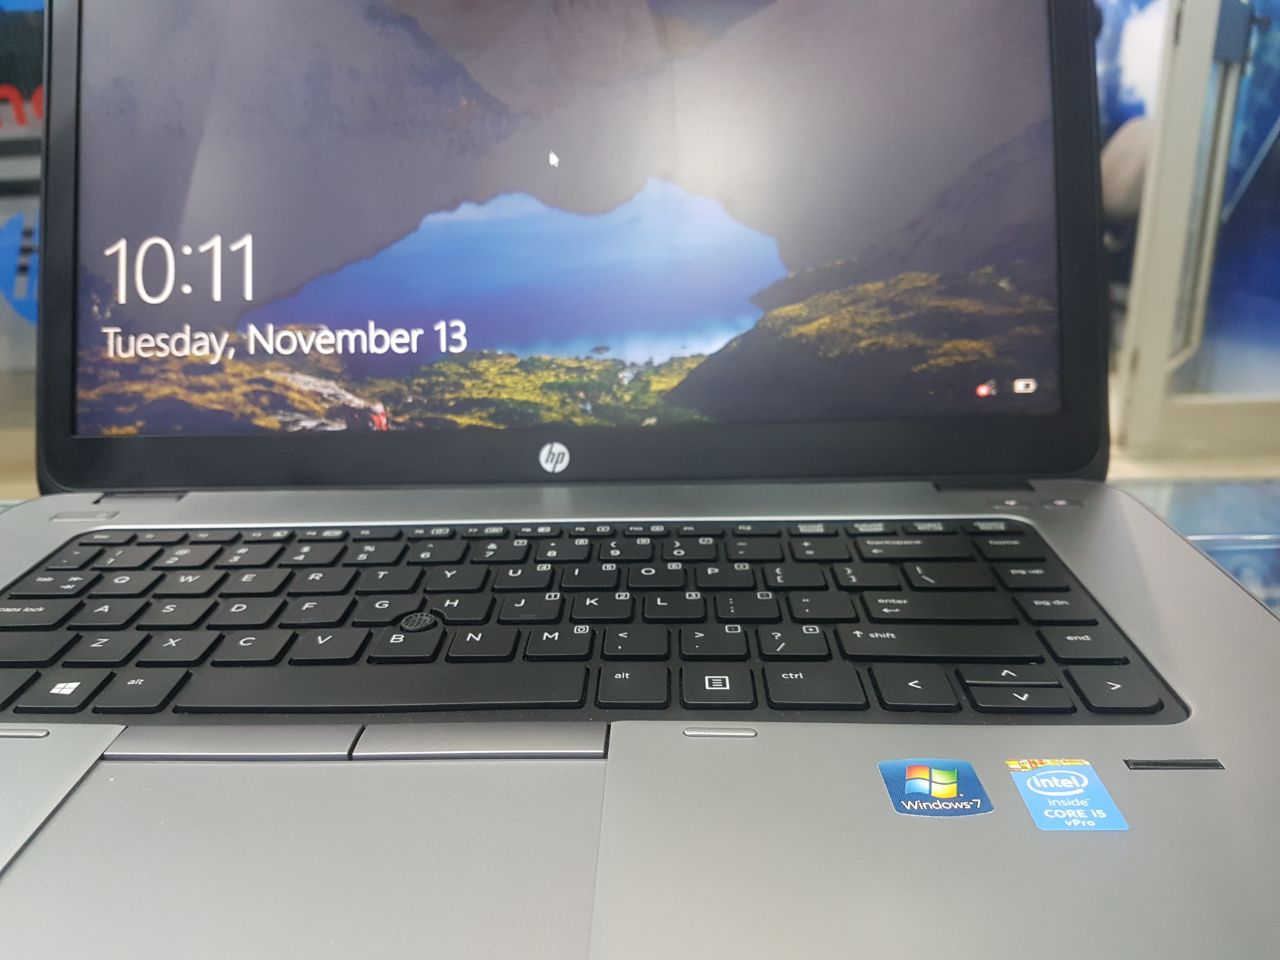 10:11
Tuesday, November 13
hp
backspace
home
tab Q W E R T Y U I O P pg up
caps lock A S D F G H J K L enter pg dn
Z X C V B N M < , > . ? / shift end
alt alt ctrl
Windows 7
intel
inside
CORE i5
vPro